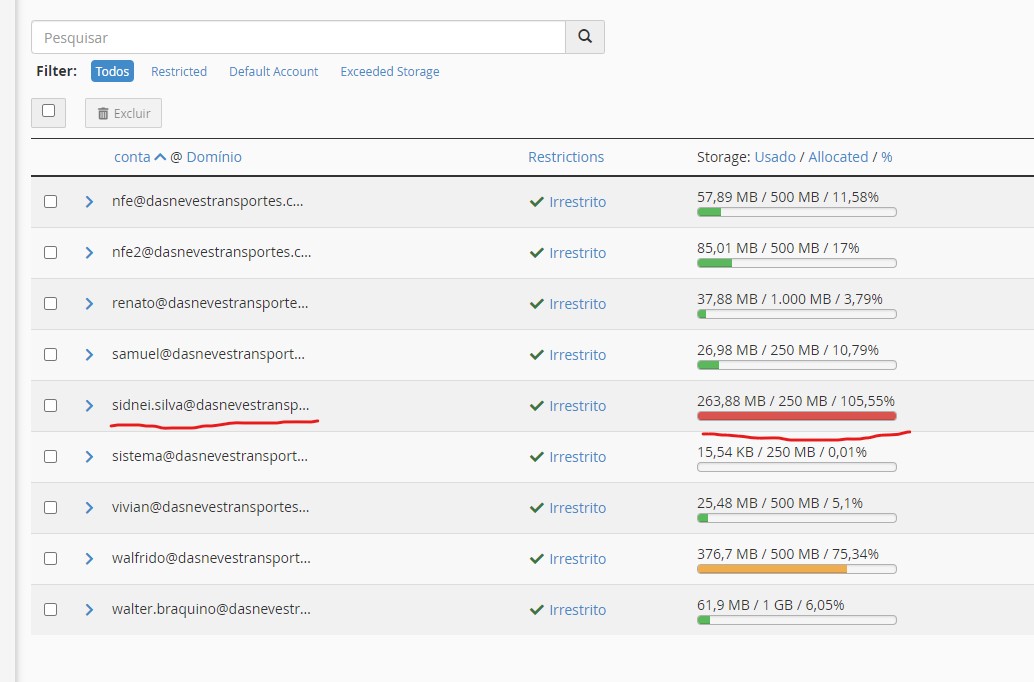 Pesquisar
Filter: Todos Restricted Default Account Exceeded Storage
Excluir
conta @ Domínio Restrictions Storage: Usado / Allocated / %
nfe@dasnevestransportes.c... Irrestrito 57,89 MB / 500 MB / 11,58%
nfe2@dasnevestransportes.c... Irrestrito 85,01 MB / 500 MB / 17%
renato@dasnevestransporte... Irrestrito 37,88 MB / 1.000 MB / 3,79%
samuel@dasnevestransport... Irrestrito 26,98 MB / 250 MB / 10,79%
sidnei.silva@dasnevestransp... Irrestrito 263,88 MB / 250 MB / 105,55%
sistema@dasnevestransport... Irrestrito 15,54 KB / 250 MB / 0,01%
vivian@dasnevestransportes... Irrestrito 25,48 MB / 500 MB / 5,1%
walfrido@dasnevestransport... Irrestrito 376,7 MB / 500 MB / 75,34%
walter.braquino@dasnevestr... Irrestrito 61,9 MB / 1 GB / 6,05%